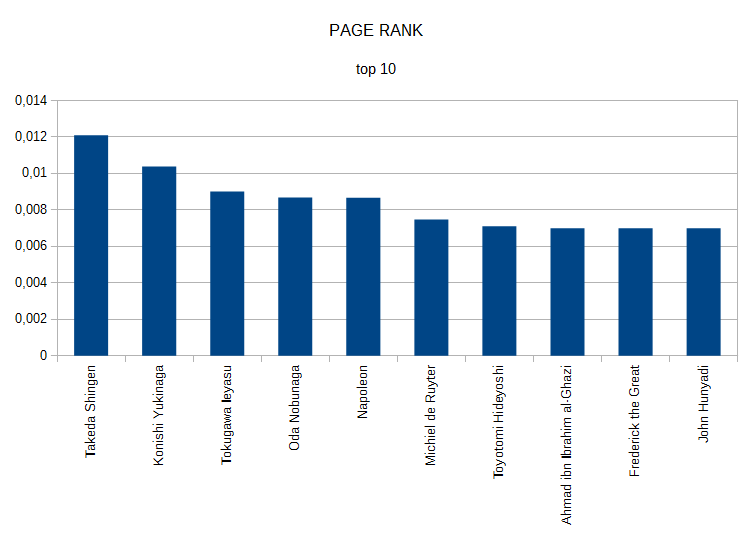 PAGE RANK
top 10
0,014
0,012
0,01
0,008
0,006
0,004
0,002
0
Takeda Shingen
Konishi Yukinaga
Tokugawa Ieyasu
Oda Nobunaga
Napoleon
Michiel de Ruyter
Toyotomi Hideyoshi
Ahmad ibn Ibrahim al-Ghazi
Frederick the Great
John Hunyadi